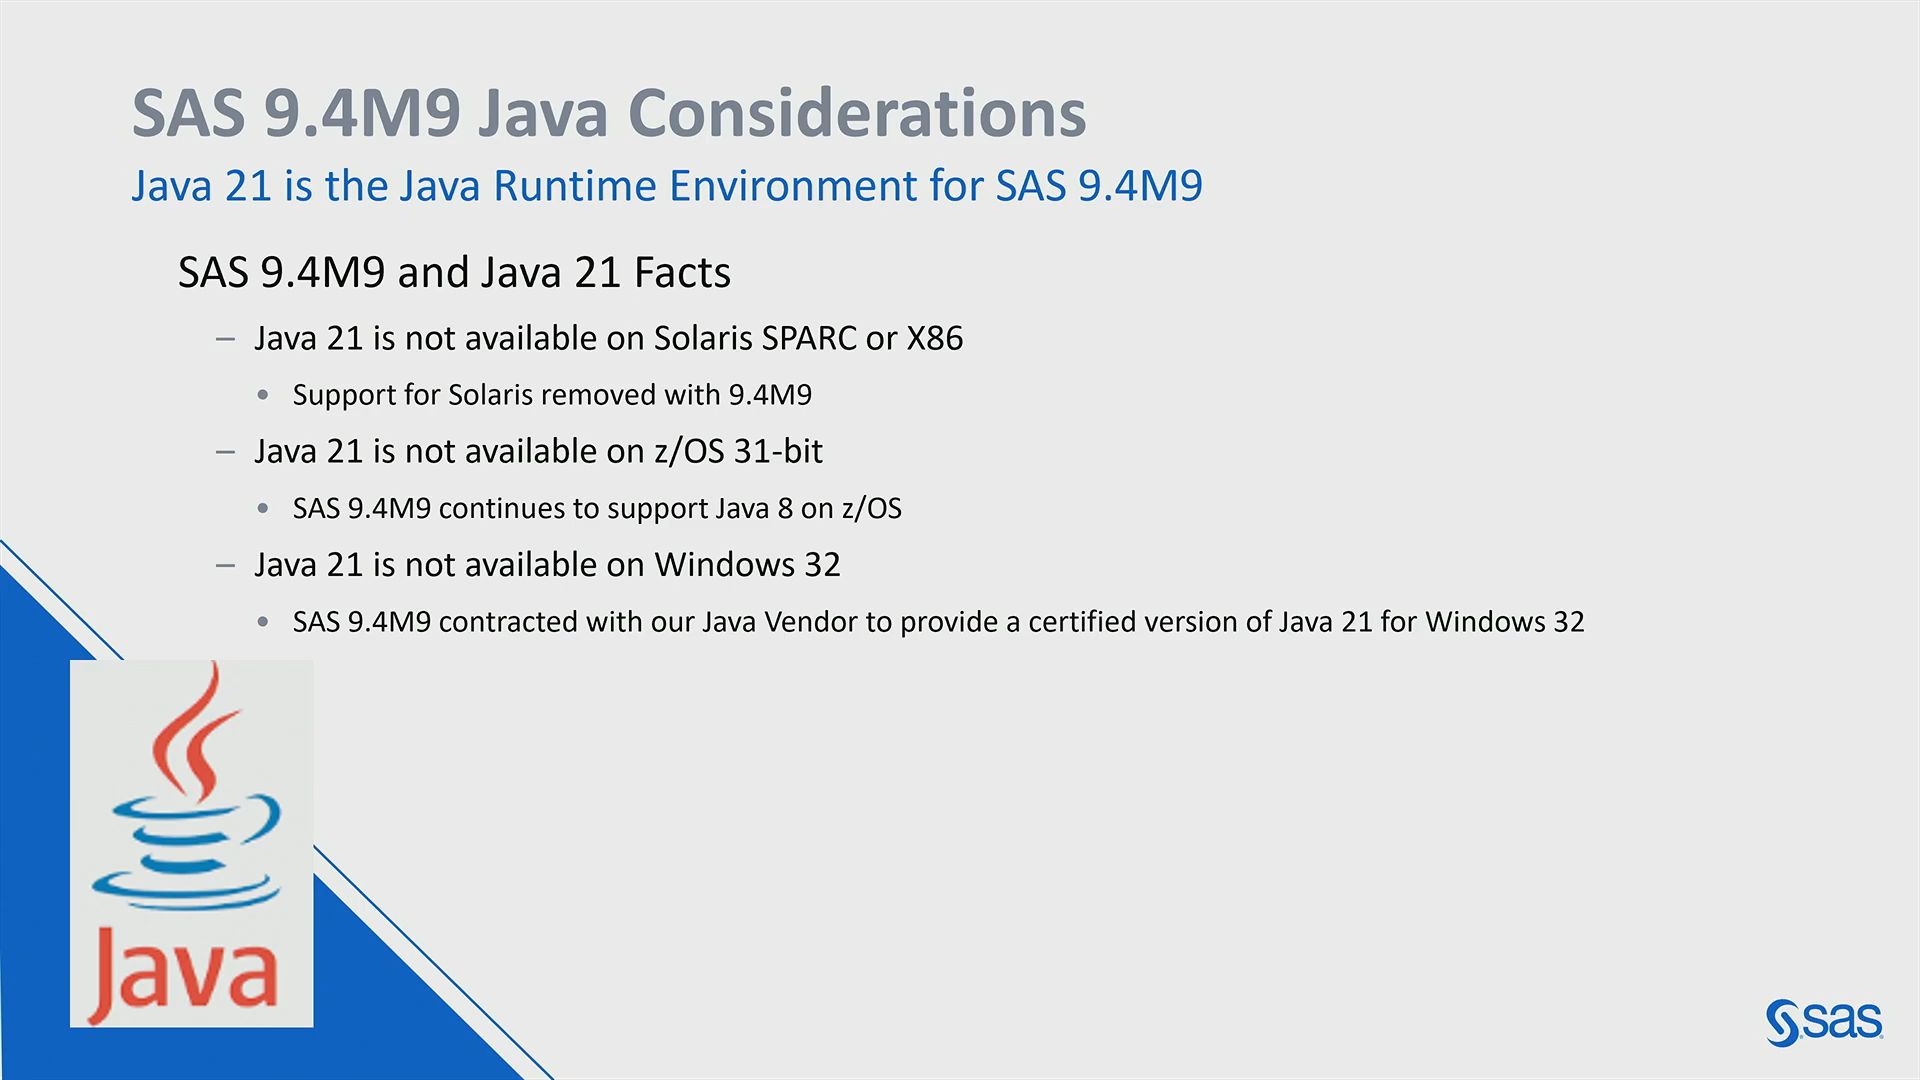 SAS 9.4M9 Java Considerations
Java 21 is the Java Runtime Environment for SAS 9.4M9
SAS 9.4M9 and Java 21 Facts
– Java 21 is not available on Solaris SPARC or X86
• Support for Solaris removed with 9.4M9
– Java 21 is not available on z/OS 31-bit
• SAS 9.4M9 continues to support Java 8 on z/OS
– Java 21 is not available on Windows 32
• SAS 9.4M9 contracted with our Java Vendor to provide a certified version of Java 21 for Windows 32
Java
sas